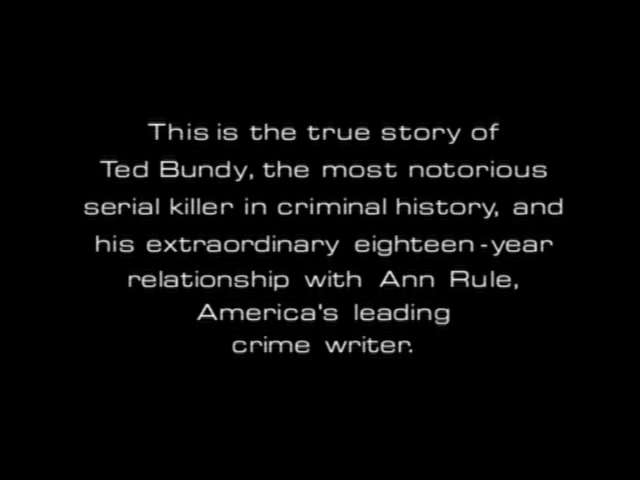 This is the true story of
Ted Bundy, the most notorious
serial killer in criminal history, and
his extraordinary eighteen-year
relationship with Ann Rule,
America's leading
crime writer.